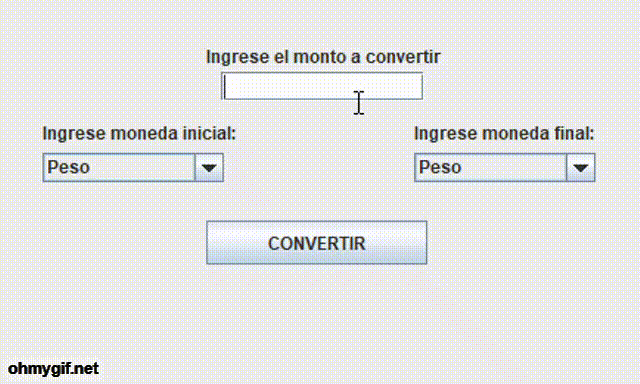 Ingrese el monto a convertir
Ingrese moneda inicial:
Ingrese moneda final:
Peso
Peso
CONVERTIR
ohmygif.net